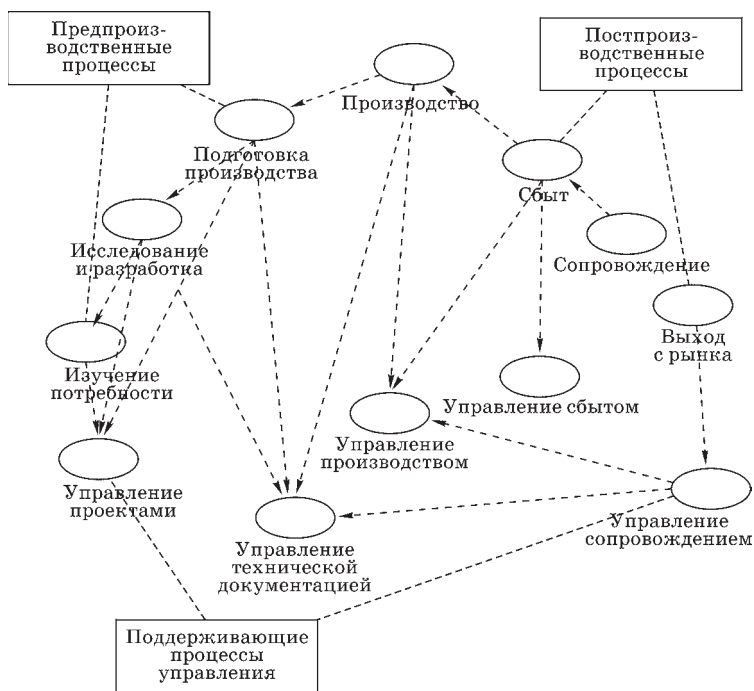 Предпроиз-
водственные
процессы
Постпроиз-
водственные
процессы
Производство
Подготовка
производства
Сбыт
Исследование
и разработка
Сопровождение
Выход
с рынка
Изучение
потребности
Управление сбытом
Управление
производством
Управление
проектами
Управление
технической
документацией
Управление
сопровождением
Поддерживающие
процессы
управления